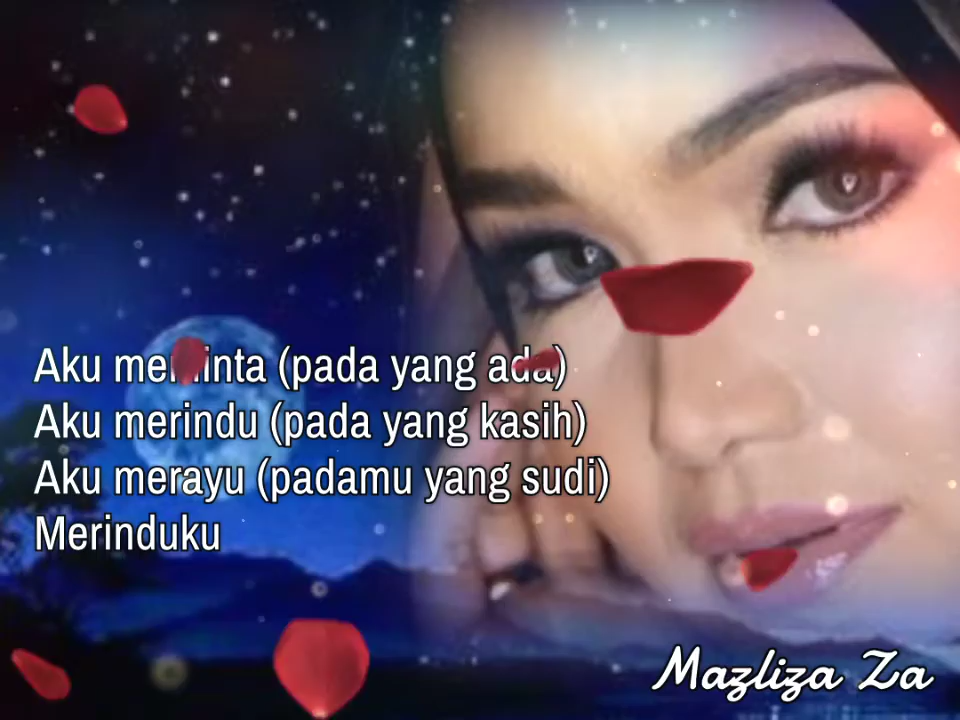 Aku meminta (pada yang ada)
Aku merindu (pada yang kasih)
Aku merayu (padamu yang sudi)
Merinduku
Mazliza Za